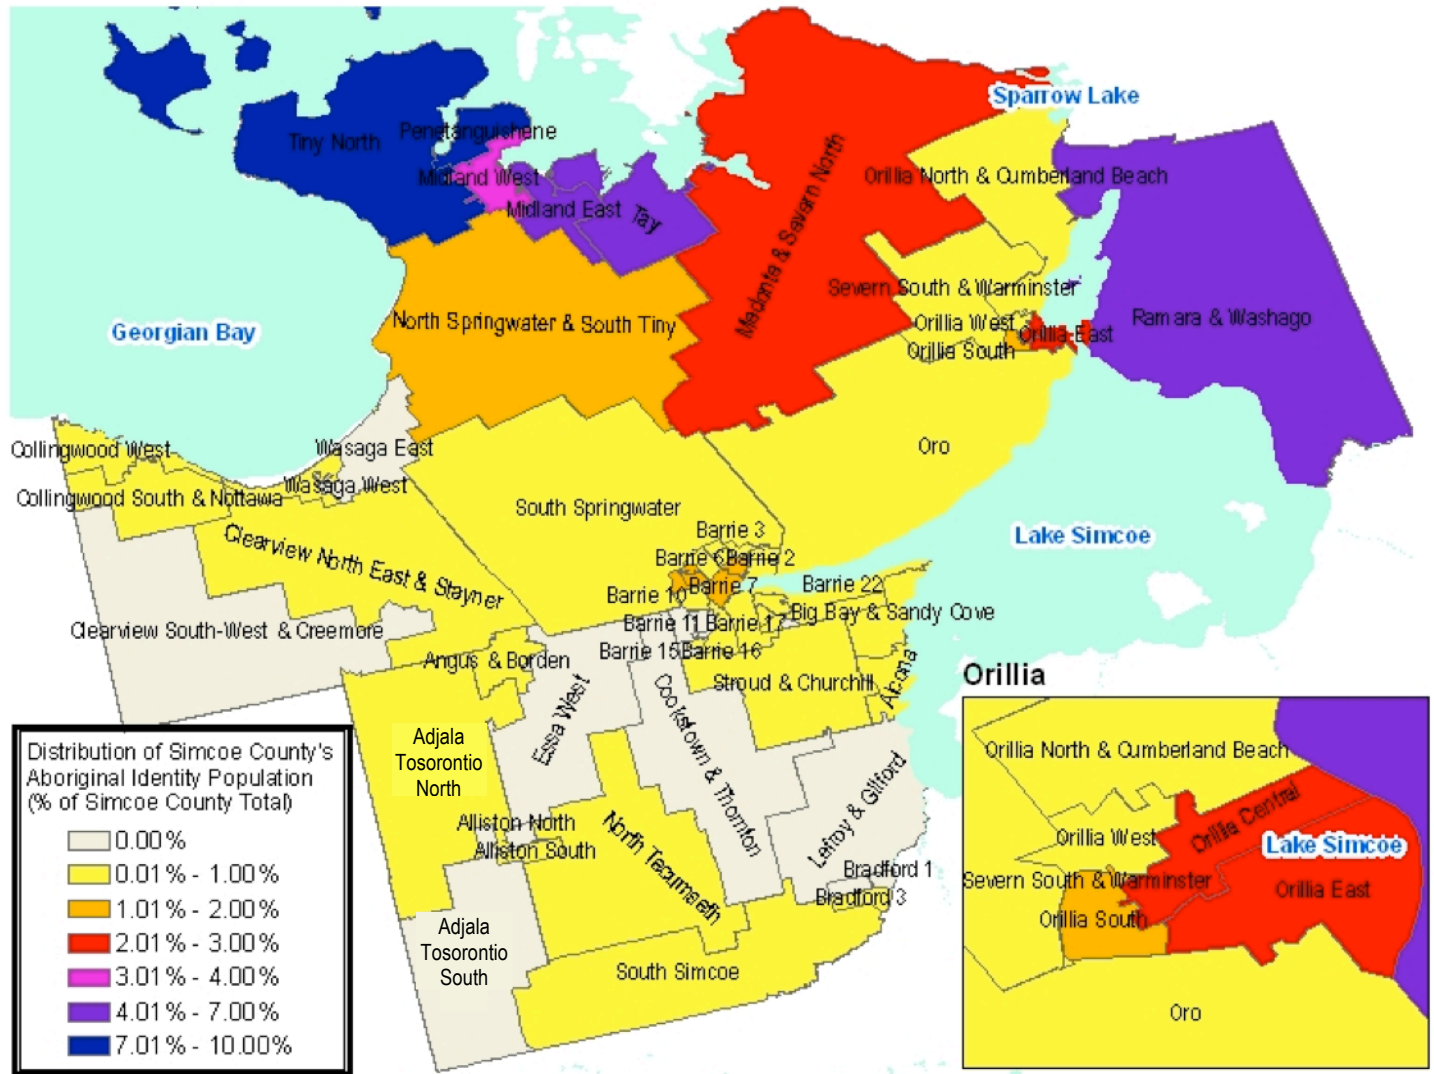 Sparrow Lake
Penetanguishene
Tiny North
Midland West
Orillia North & Cumberland Beach
Midland East
Tay
Medonte & Severn North
Severn South & Warminster
Ramara & Washago
North Springwater & South Tiny
Orillia West
Georgian Bay
Orillia East
Orillia South
Wasaga East
Collingwood West
Oro
Wasaga West
Collingwood South & Nottawa
South Springwater
Barrie 3
Lake Simcoe
Clearview North East & Stayner
Barrie 6
Barrie 2
Barrie 7
Barrie 22
Barrie 10
Big Bay & Sandy Cove
Barrie 11
Barrie 17
Clearview South-West & Creemore
Barrie 15
Barrie 16
Angus & Borden
Stroud & Churchill
Alcona
Essa West
Cookstown & Thornton
Adjala
Tosorontio
North
Lefroy & Gilford
Alliston North
Alliston South
North Tecumseth
Bradford 1
Bradford 3
Adjala
Tosorontio
South
South Simcoe
Distribution of Simcoe County's
Aboriginal Identity Population
(% of Simcoe County Total)
0.00%
0.01% - 1.00%
1.01% - 2.00%
2.01% - 3.00%
3.01% - 4.00%
4.01% - 7.00%
7.01% - 10.00%
Orillia
Orillia North & Cumberland Beach
Orillia Central
Orillia West
Lake Simcoe
Severn South & Warminster
Orillia East
Orillia South
Oro